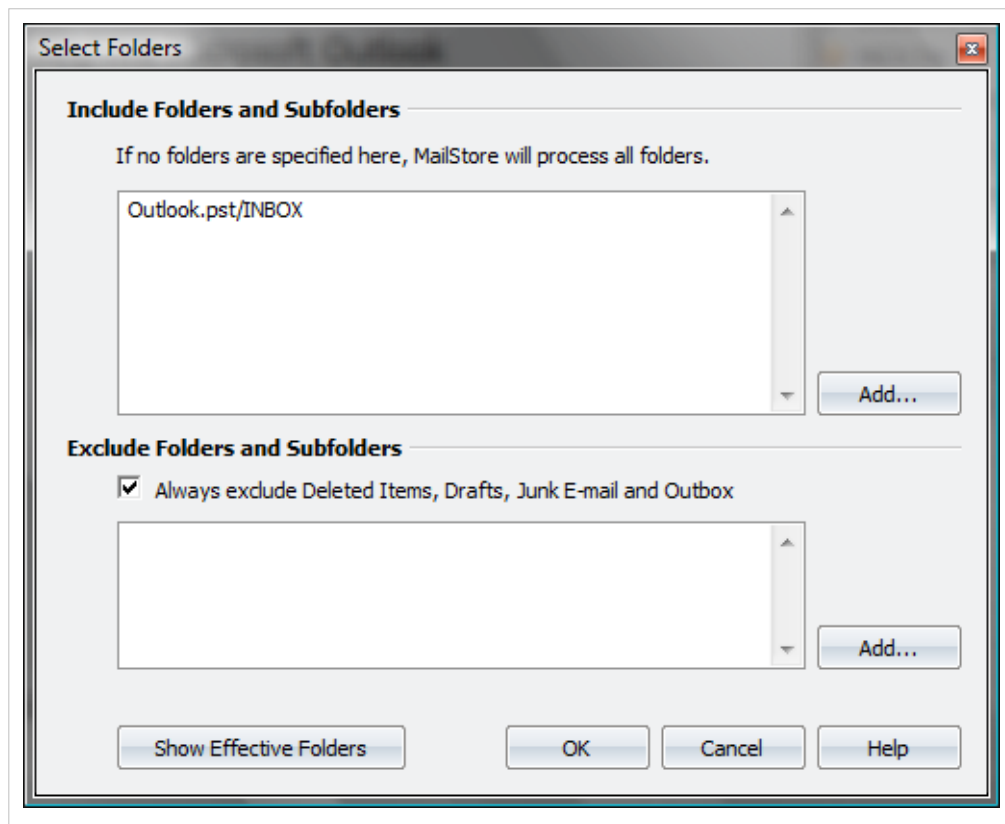 Select Folders
Include Folders and Subfolders
If no folders are specified here, MailStore will process all folders.
Outlook.pst/INBOX
Add...
Exclude Folders and Subfolders
Always exclude Deleted Items, Drafts, Junk E-mail and Outbox
Add...
Show Effective Folders
OK
Cancel
Help